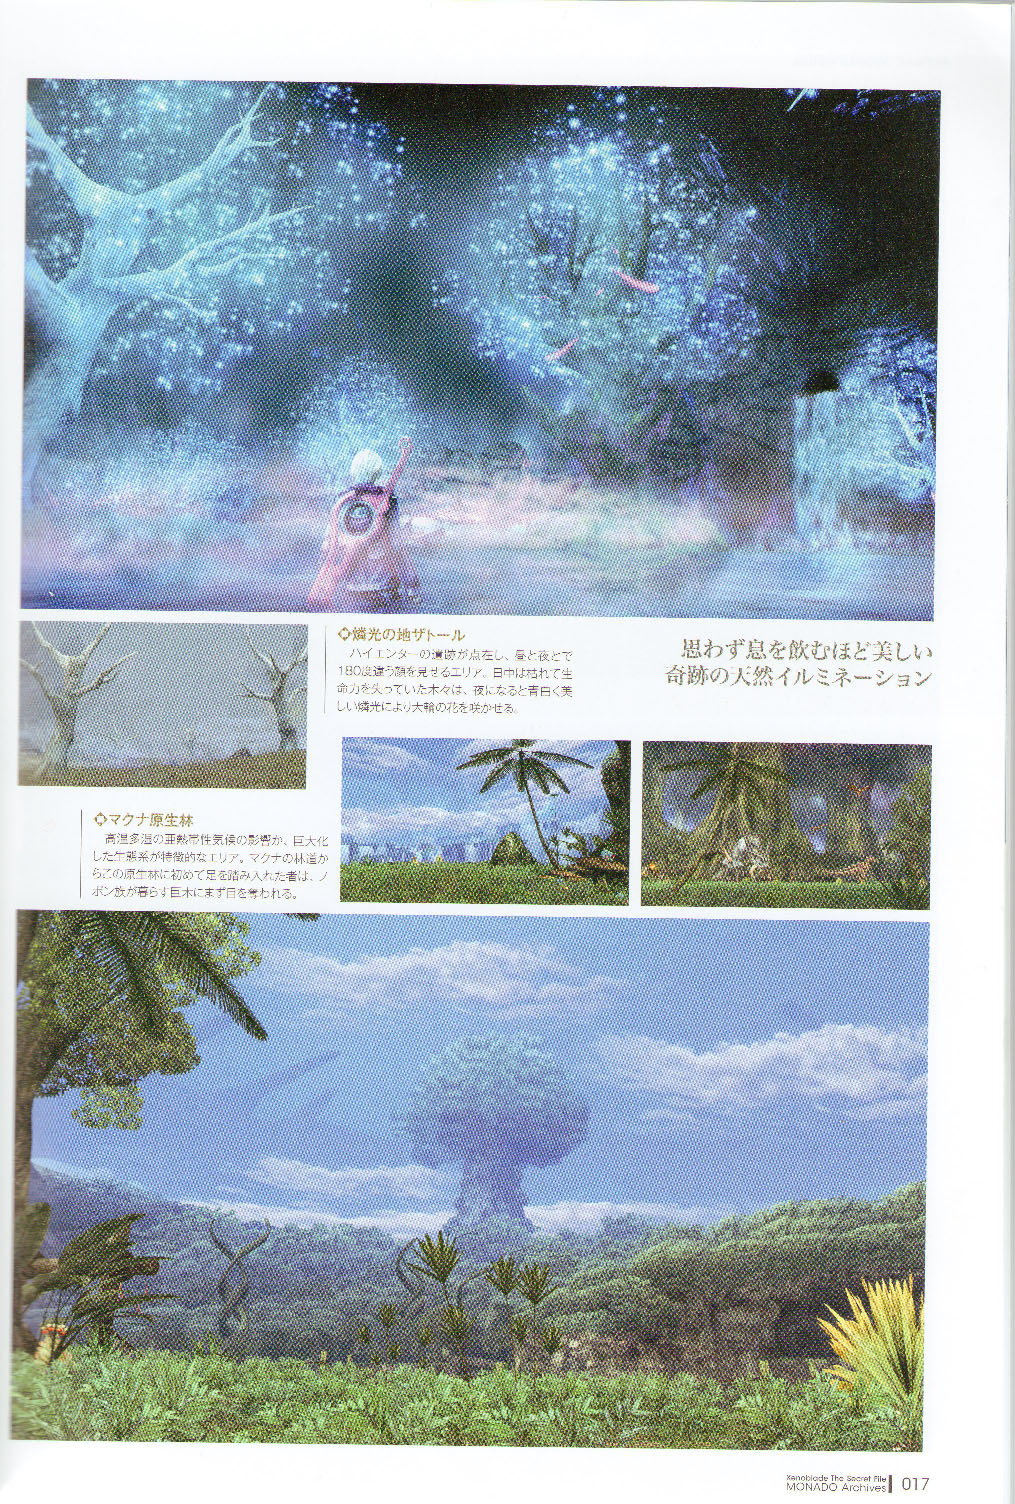 ◆燐光の地ザトール
ハイエンターの遺跡が点在し、昼と夜とで
180度違う顔を見せるエリア。日中は枯れて生
命力を失っていた木々は、夜になると青白く美
しい燐光により大輪の花を咲かせる。
思わず息を飲むほど美しい
奇跡の天然イルミネーション
◆マクナ原生林
高温多湿の亜熱帯性気候の影響か、巨大化
した生態系が特徴的なエリア。マクナの林道か
らこの原生林に初めて足を踏み入れた者は、ノ
ポン族が暮らす巨木にまず目を奪われる。
Xenoblade The Secret File
MONADO Archives 017